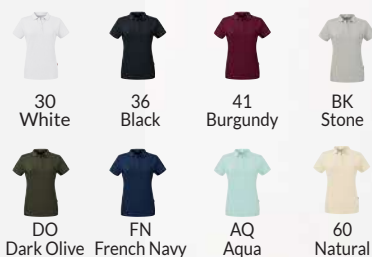 30 36 41 BK
White Black Burgundy Stone
DO FN AQ 60
Dark Olive French Navy Aqua Natural